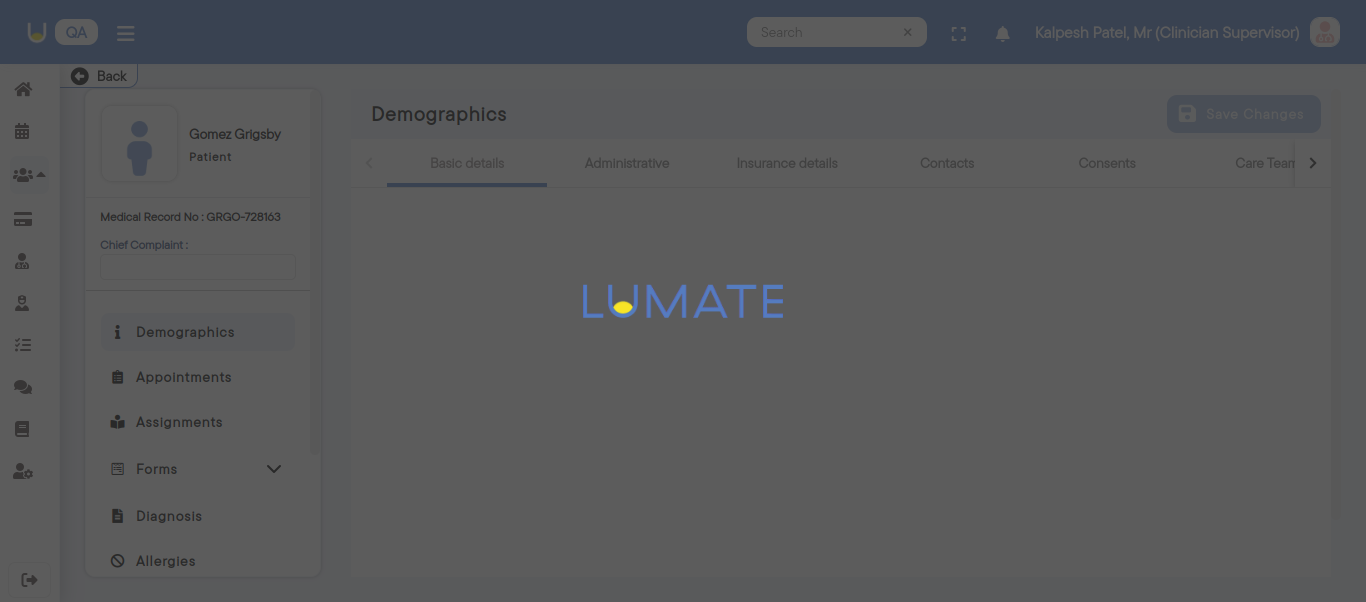 QA
Search
Kalpesh Patel, Mr (Clinician Supervisor)
Back
Gomez Grigsby
Patient
Medical Record No : GRGO-728163
Chief Complaint :
Demographics
Appointments
Assignments
Forms
Diagnosis
Allergies
Demographics
Save Changes
Basic details
Administrative
Insurance details
Contacts
Consents
Care Team
LUMATE